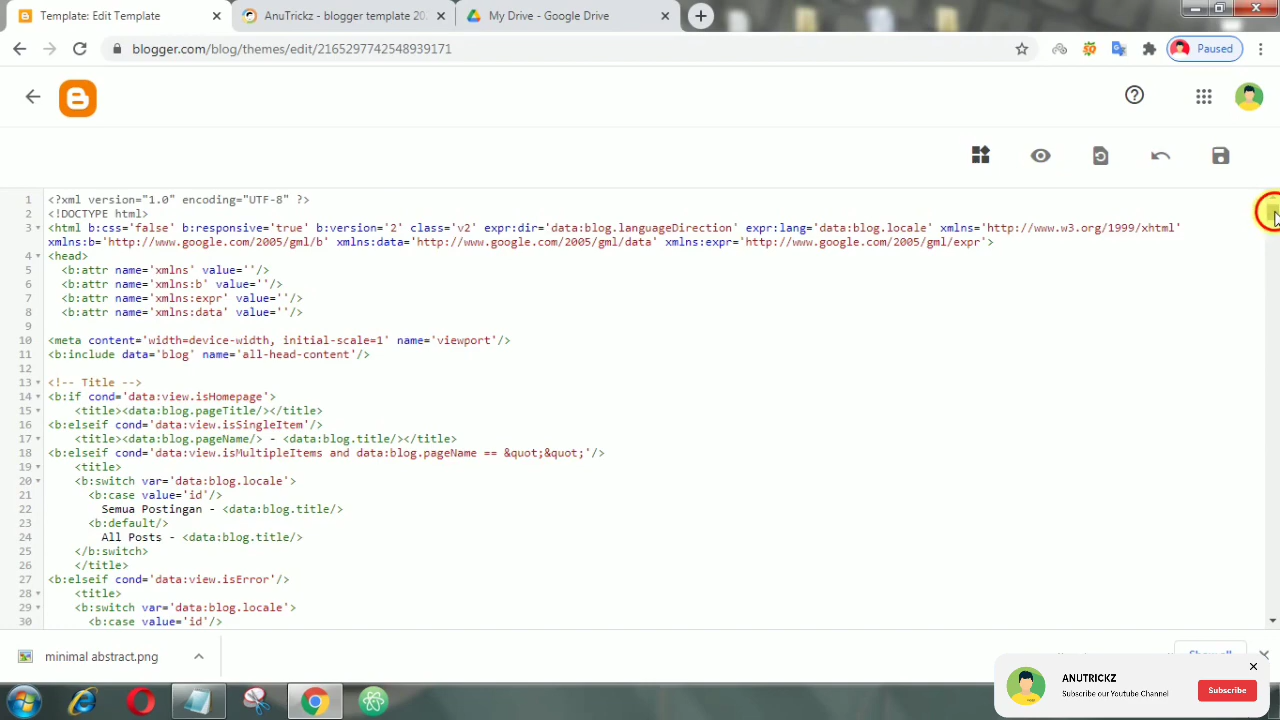 Template: Edit Template
AnuTrickz - blogger template 20
My Drive - Google Drive
blogger.com/blog/themes/edit/2165297742548939171
Paused
1 <?xml version="1.0" encoding="UTF-8" ?>
2 <!DOCTYPE html>
3 <html b:css='false' b:responsive='true' b:version='2' class='v2' expr:dir='data:blog.languageDirection' expr:lang='data:blog.locale' xmlns='http://www.w3.org/1999/xhtml'
xmlns:b='http://www.google.com/2005/gml/b' xmlns:data='http://www.google.com/2005/gml/data' xmlns:expr='http://www.google.com/2005/gml/expr'>
4 <head>
5 <b:attr name='xmlns' value=''/>
6 <b:attr name='xmlns:b' value=''/>
7 <b:attr name='xmlns:expr' value=''/>
8 <b:attr name='xmlns:data' value=''/>
9
10 <meta content='width=device-width, initial-scale=1' name='viewport'/>
11 <b:include data='blog' name='all-head-content'/>
12
13 <!-- Title -->
14 <b:if cond='data:view.isHomepage'>
15 <title><data:blog.pageTitle/></title>
16 <b:elseif cond='data:view.isSingleItem'/>
17 <title><data:blog.pageName/> - <data:blog.title/></title>
18 <b:elseif cond='data:view.isMultipleItems and data:blog.pageName == &quot;&quot;'/>
19 <title>
20 <b:switch var='data:blog.locale'>
21 <b:case value='id'/>
22 Semua Postingan - <data:blog.title/>
23 <b:default/>
24 All Posts - <data:blog.title/>
25 </b:switch>
26 </title>
27 <b:elseif cond='data:view.isError'/>
28 <title>
29 <b:switch var='data:blog.locale'>
30 <b:case value='id'/>
minimal abstract.png
Show all
ANUTRICKZ
Subscribe our Youtube Channel
Subscribe